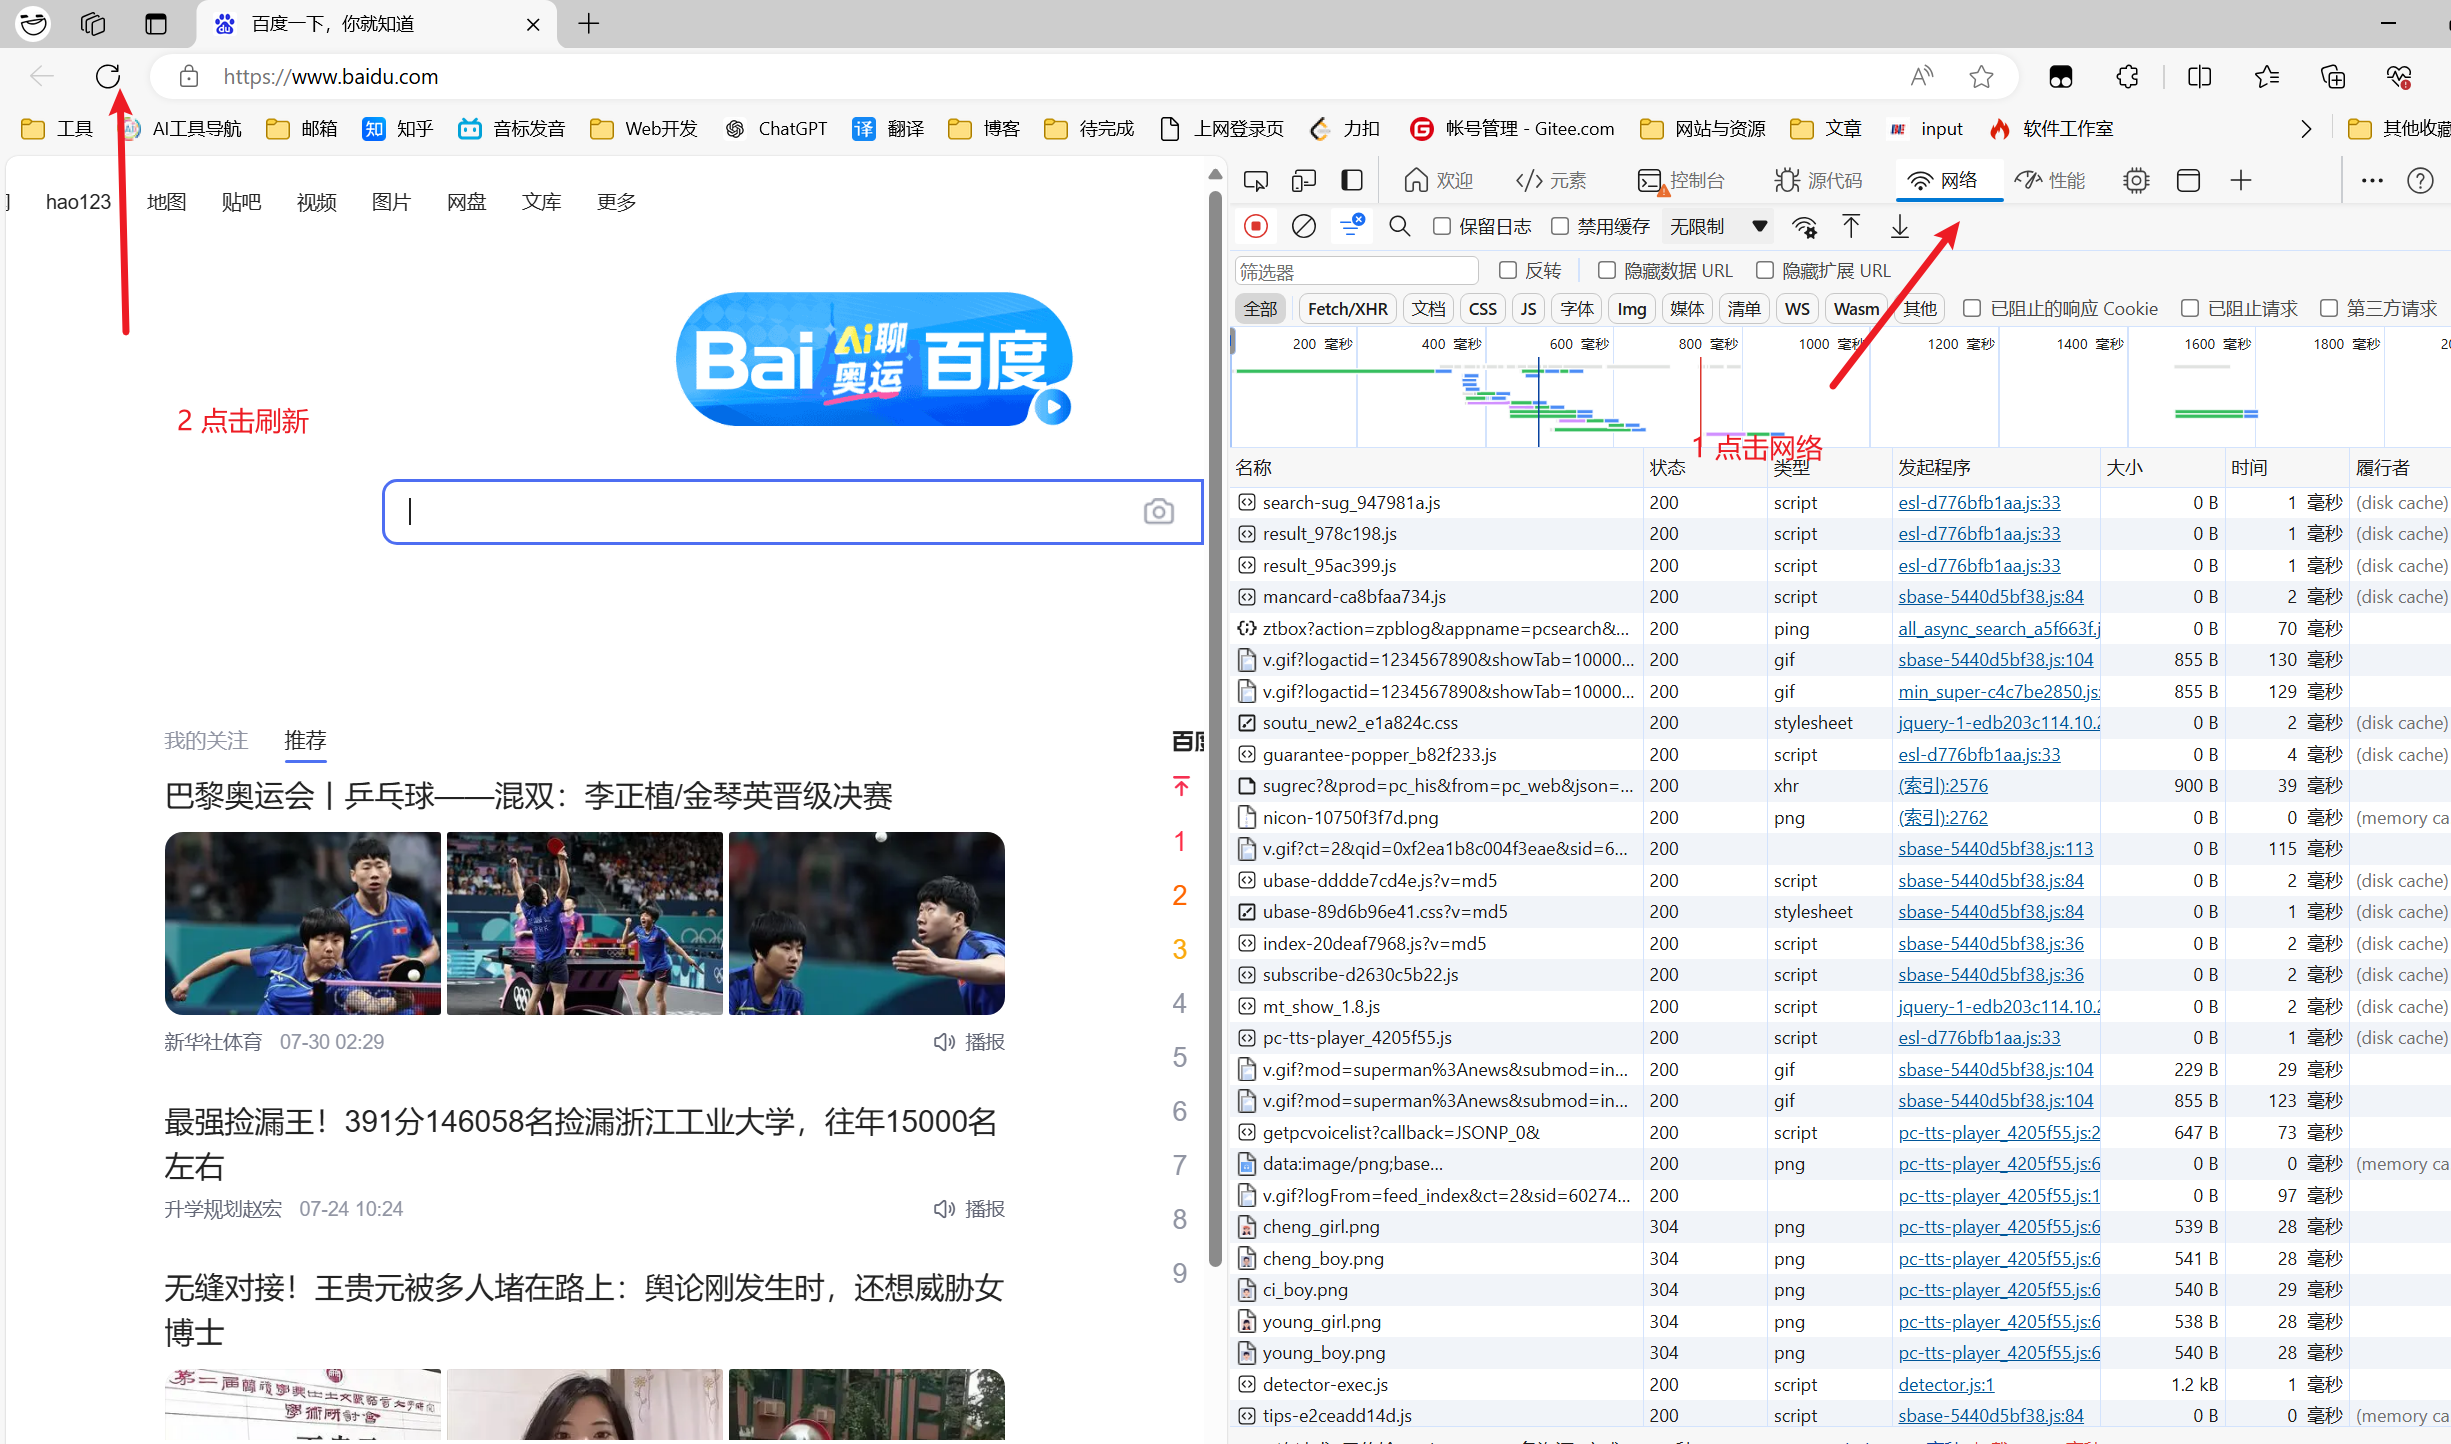 百度一下，你就知道
https://www.baidu.com
工具
AI工具导航
邮箱
知 知乎
音标发音
Web开发
ChatGPT
译 翻译
博客
待完成
上网登录页
力扣
帐号管理 - Gitee.com
网站与资源
文章
input
软件工作室
其他收藏
hao123 地图 贴吧 视频 图片 网盘 文库 更多
Bai Ai聊奥运 百度
2 点击刷新
我的关注 推荐
百度
巴黎奥运会丨乒乓球——混双：李正植/金琴英晋级决赛
新华社体育 07-30 02:29 播报
最强捡漏王！391分146058名捡漏浙江工业大学，往年15000名
左右
升学规划赵宏 07-24 10:24 播报
无缝对接！王贵元被多人堵在路上：舆论刚发生时，还想威胁女
博士
1
2
3
4
5
6
7
8
9
欢迎 元素 控制台 源代码 网络 性能
保留日志 禁用缓存 无限制
筛选器 反转 隐藏数据 URL 隐藏扩展 URL
全部 Fetch/XHR 文档 CSS JS 字体 Img 媒体 清单 WS Wasm 其他 已阻止的响应 Cookie 已阻止请求 第三方请求
200 毫秒 400 毫秒 600 毫秒 800 毫秒 1000 毫秒 1200 毫秒 1400 毫秒 1600 毫秒 1800 毫秒
1 点击网络
名称 状态 类型 发起程序 大小 时间 履行者
search-sug_947981a.js 200 script esl-d776bfb1aa.js:33 0 B 1 毫秒 (disk cache)
result_978c198.js 200 script esl-d776bfb1aa.js:33 0 B 1 毫秒 (disk cache)
result_95ac399.js 200 script esl-d776bfb1aa.js:33 0 B 1 毫秒 (disk cache)
mancard-ca8bfaa734.js 200 script sbase-5440d5bf38.js:84 0 B 2 毫秒 (disk cache)
ztbox?action=zpblog&appname=pcsearch&... 200 ping all_async_search_a5f663f.j 0 B 70 毫秒
v.gif?logactid=1234567890&showTab=10000... 200 gif sbase-5440d5bf38.js:104 855 B 130 毫秒
v.gif?logactid=1234567890&showTab=10000... 200 gif min_super-c4c7be2850.js: 855 B 129 毫秒
soutu_new2_e1a824c.css 200 stylesheet jquery-1-edb203c114.10.2 0 B 2 毫秒 (disk cache)
guarantee-popper_b82f233.js 200 script esl-d776bfb1aa.js:33 0 B 4 毫秒 (disk cache)
sugrec?&prod=pc_his&from=pc_web&json=... 200 xhr (索引):2576 900 B 39 毫秒
nicon-10750f3f7d.png 200 png (索引):2762 0 B 0 毫秒 (memory ca
v.gif?ct=2&qid=0xf2ea1b8c004f3eae&sid=6... 200 sbase-5440d5bf38.js:113 0 B 115 毫秒
ubase-dddde7cd4e.js?v=md5 200 script sbase-5440d5bf38.js:84 0 B 2 毫秒 (disk cache)
ubase-89d6b96e41.css?v=md5 200 stylesheet sbase-5440d5bf38.js:84 0 B 1 毫秒 (disk cache)
index-20deaf7968.js?v=md5 200 script sbase-5440d5bf38.js:36 0 B 2 毫秒 (disk cache)
subscribe-d2630c5b22.js 200 script sbase-5440d5bf38.js:36 0 B 2 毫秒 (disk cache)
mt_show_1.8.js 200 script jquery-1-edb203c114.10.2 0 B 2 毫秒 (disk cache)
pc-tts-player_4205f55.js 200 script esl-d776bfb1aa.js:33 0 B 1 毫秒 (disk cache)
v.gif?mod=superman%3Anews&submod=in... 200 gif sbase-5440d5bf38.js:104 229 B 29 毫秒
v.gif?mod=superman%3Anews&submod=in... 200 gif sbase-5440d5bf38.js:104 855 B 123 毫秒
getpcvoicelist?callback=JSONP_0& 200 script pc-tts-player_4205f55.js:2 647 B 73 毫秒
data:image/png;base... 200 png pc-tts-player_4205f55.js:6 0 B 0 毫秒 (memory ca
v.gif?logFrom=feed_index&ct=2&sid=60274... 200 pc-tts-player_4205f55.js:1 0 B 97 毫秒
cheng_girl.png 304 png pc-tts-player_4205f55.js:6 539 B 28 毫秒
cheng_boy.png 304 png pc-tts-player_4205f55.js:6 541 B 28 毫秒
ci_boy.png 304 png pc-tts-player_4205f55.js:6 540 B 29 毫秒
young_girl.png 304 png pc-tts-player_4205f55.js:6 538 B 28 毫秒
young_boy.png 304 png pc-tts-player_4205f55.js:6 540 B 28 毫秒
detector-exec.js 200 script detector.js:1 1.2 kB 1 毫秒
tips-e2ceadd14d.js 200 script sbase-5440d5bf38.js:84 0 B 0 毫秒 (memory ca